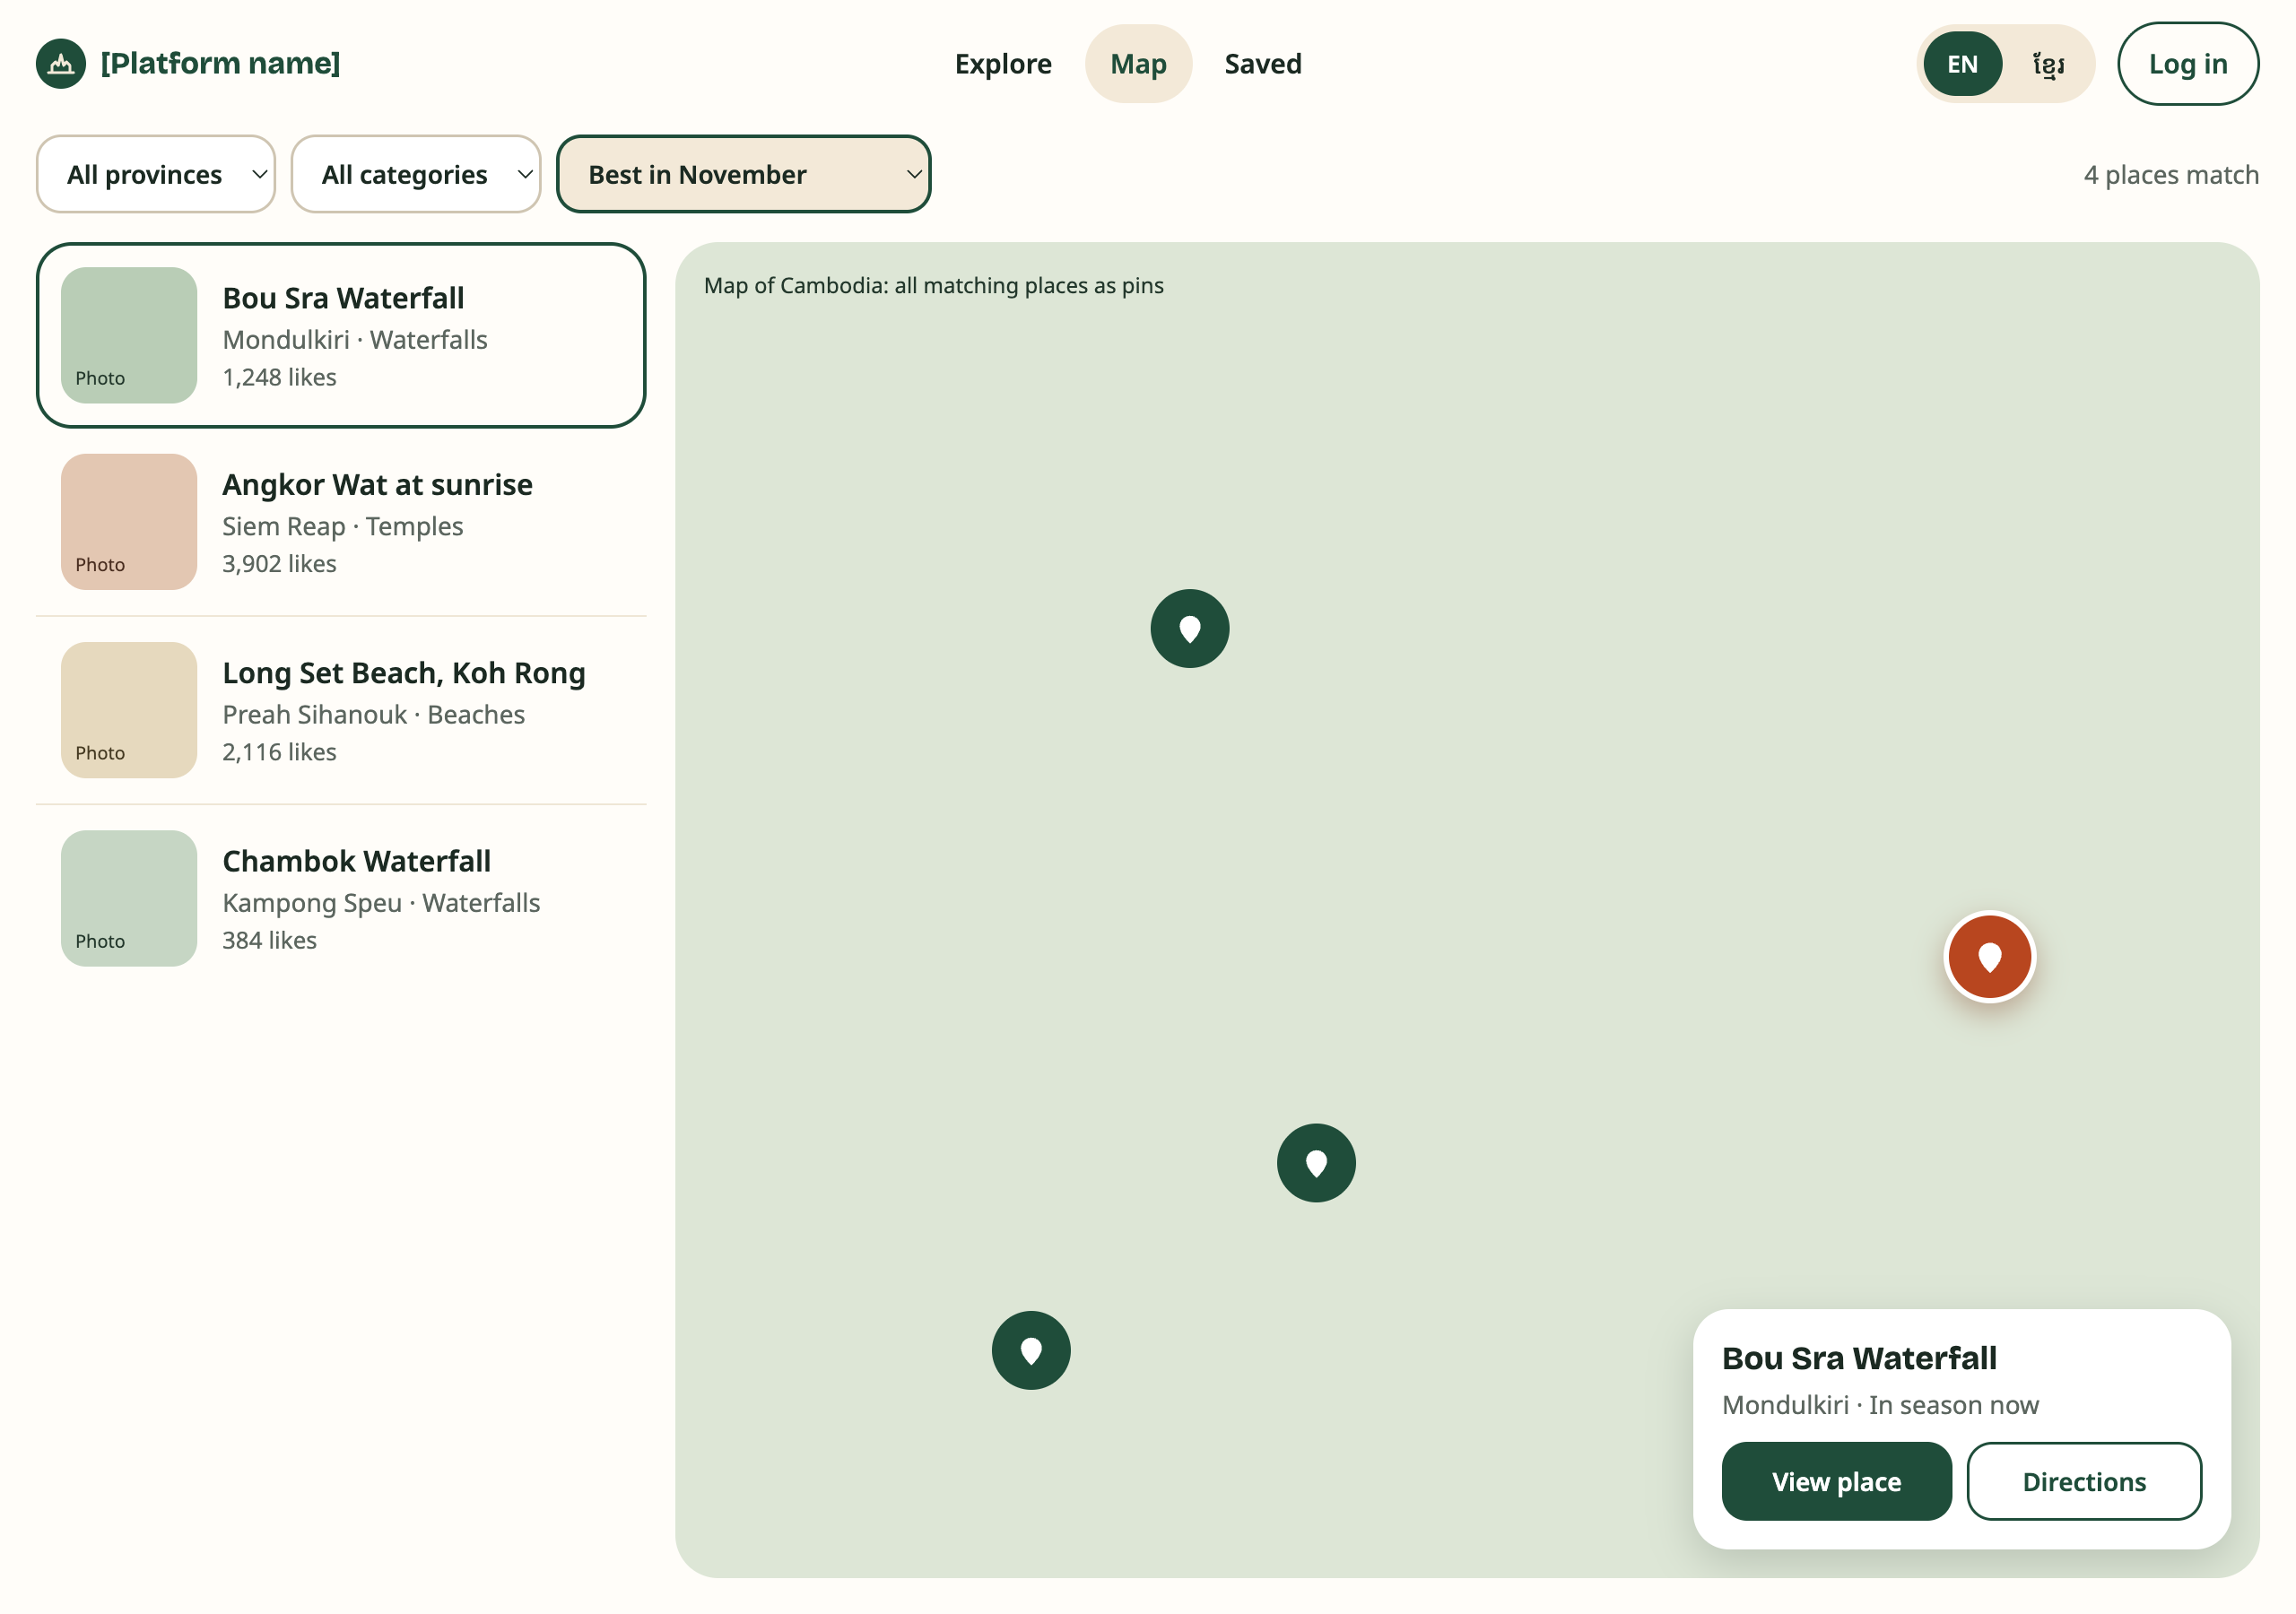 [Platform name]
Explore
Map
Saved
EN
ខ្មែរ
Log in
All provinces
All categories
Best in November
4 places match
Photo
Bou Sra Waterfall
Mondulkiri · Waterfalls
1,248 likes
Photo
Angkor Wat at sunrise
Siem Reap · Temples
3,902 likes
Photo
Long Set Beach, Koh Rong
Preah Sihanouk · Beaches
2,116 likes
Photo
Chambok Waterfall
Kampong Speu · Waterfalls
384 likes
Map of Cambodia: all matching places as pins
Bou Sra Waterfall
Mondulkiri · In season now
View place
Directions